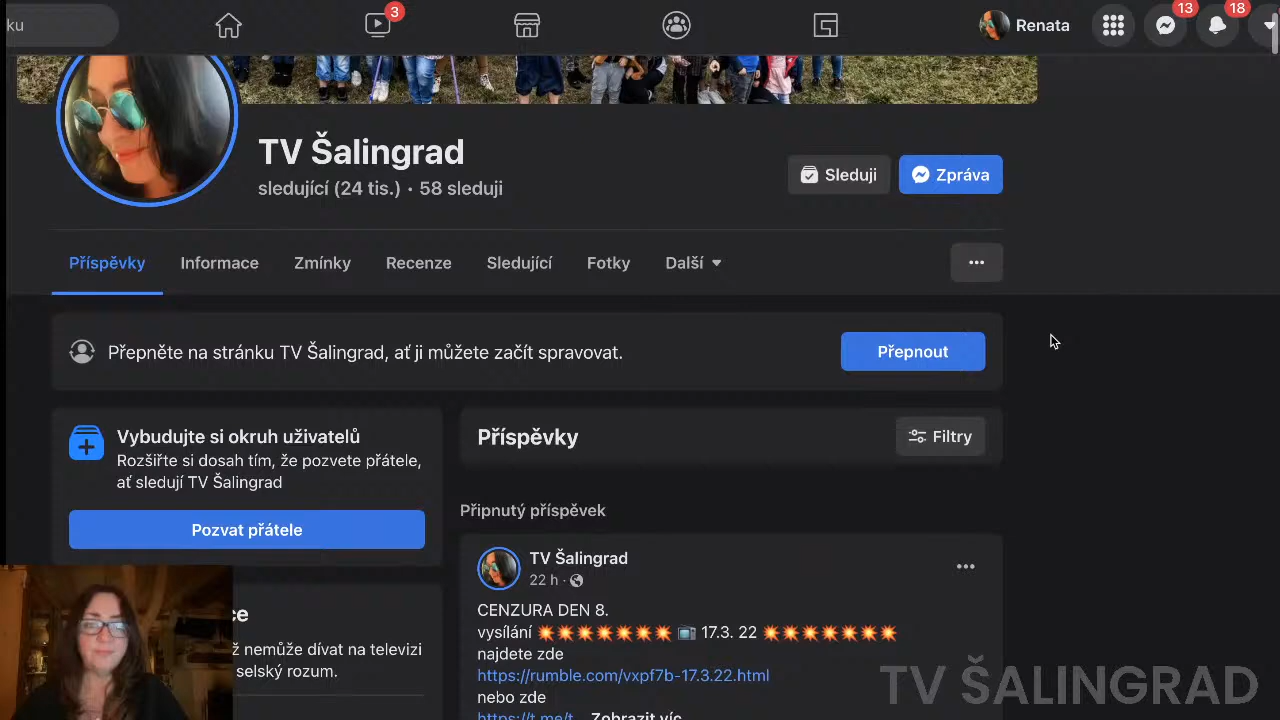 ku
3
Renata
13
18
TV Šalingrad
sledující (24 tis.) · 58 sleduji
Sleduji
Zpráva
Příspěvky
Informace
Zmínky
Recenze
Sledující
Fotky
Další
Přepněte na stránku TV Šalingrad, ať ji můžete začít spravovat.
Přepnout
Vybudujte si okruh uživatelů
Rozšiřte si dosah tím, že pozvete přátele,
ať sledují TV Šalingrad
Pozvat přátele
ce
ž nemůže dívat na televizi
selský rozum.
Příspěvky
Filtry
Připnutý příspěvek
TV Šalingrad
22 h ·
CENZURA DEN 8.
vysílání 💥💥💥💥💥💥💥 📺 17.3. 22 💥💥💥💥💥💥💥
najdete zde
https://rumble.com/vxpf7b-17.3.22.html
nebo zde
https://t.me/t... Zobrazit víc
TV ŠALINGRAD